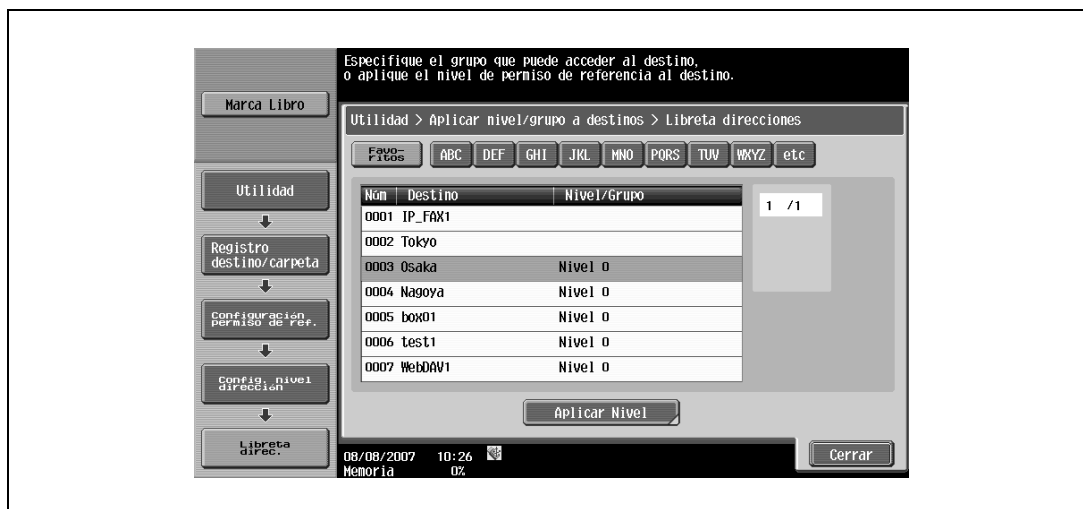 Especifique el grupo que puede acceder al destino,
o aplique el nivel de permiso de referencia al destino.
Marca Libro
Utilidad > Aplicar nivel/grupo a destinos > Libreta direcciones
Favo-
ritos
ABC DEF GHI JKL MNO PQRS TUV WXYZ etc
Utilidad
Registro
destino/carpeta
Configuración
permiso de ref.
Config. nivel
dirección
Libreta
direc.
Núm Destino Nivel/Grupo
0001 IP_FAX1
0002 Tokyo
0003 Osaka Nivel 0
0004 Nagoya Nivel 0
0005 box01 Nivel 0
0006 test1 Nivel 0
0007 WebDAV1 Nivel 0
1 /1
Aplicar Nivel
08/08/2007 10:26
Memoria 0%
Cerrar